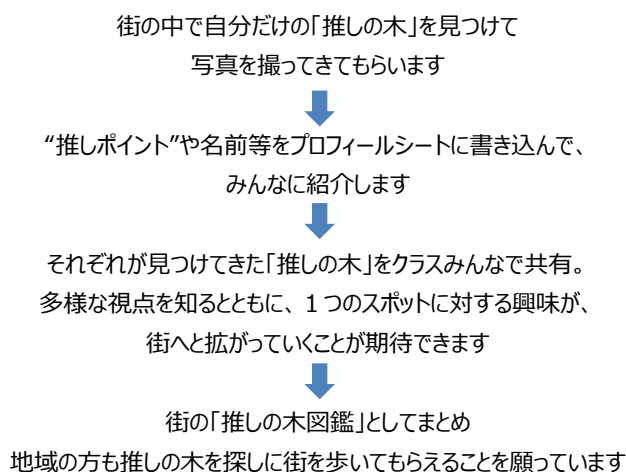 街の中で自分だけの「推しの木」を見つけて
写真を撮ってきてもらいます
“推しポイント”や名前等をプロフィールシートに書き込んで、
みんなに紹介します
それぞれが見つけてきた「推しの木」をクラスみんなで共有。
多様な視点を知るとともに、１つのスポットに対する興味が、
街へと拡がっていくことが期待できます
街の「推しの木図鑑」としてまとめ
地域の方も推しの木を探しに街を歩いてもらえることを願っています